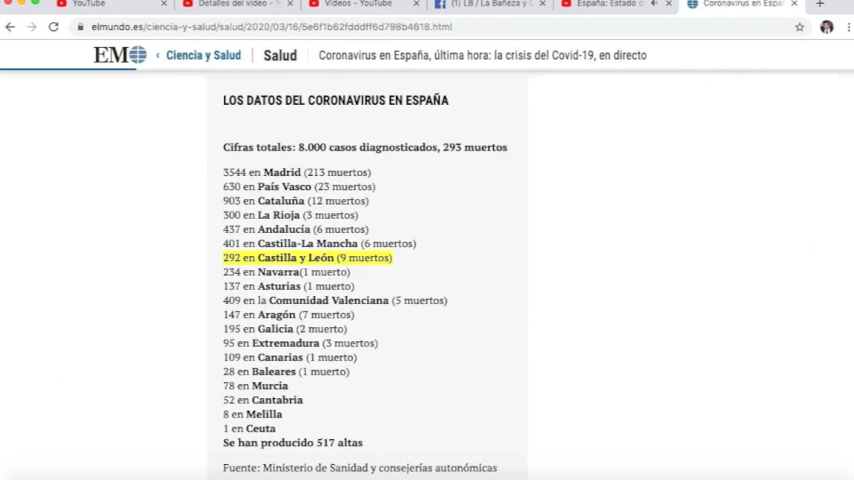 YouTube
Detalles del vídeo - Y
Vídeos - YouTube
(1) LB / La Bañeza y C
España: Estado d
Coronavirus en Esp
elmundo.es/ciencia-y-salud/salud/2020/03/16/5e6f1b62fdddff6d798b4618.html
EM
‹ Ciencia y Salud
Salud
Coronavirus en España, última hora: la crisis del Covid-19, en directo
LOS DATOS DEL CORONAVIRUS EN ESPAÑA
Cifras totales: 8.000 casos diagnosticados, 293 muertos
3544 en Madrid (213 muertos)
630 en País Vasco (23 muertos)
903 en Cataluña (12 muertos)
300 en La Rioja (3 muertos)
437 en Andalucía (6 muertos)
401 en Castilla-La Mancha (6 muertos)
292 en Castilla y León (9 muertos)
234 en Navarra(1 muerto)
137 en Asturias (1 muerto)
409 en la Comunidad Valenciana (5 muertos)
147 en Aragón (7 muertos)
195 en Galicia (2 muerto)
95 en Extremadura (3 muertos)
109 en Canarias (1 muerto)
28 en Baleares (1 muerto)
78 en Murcia
52 en Cantabria
8 en Melilla
1 en Ceuta
Se han producido 517 altas
Fuente: Ministerio de Sanidad y consejerías autonómicas